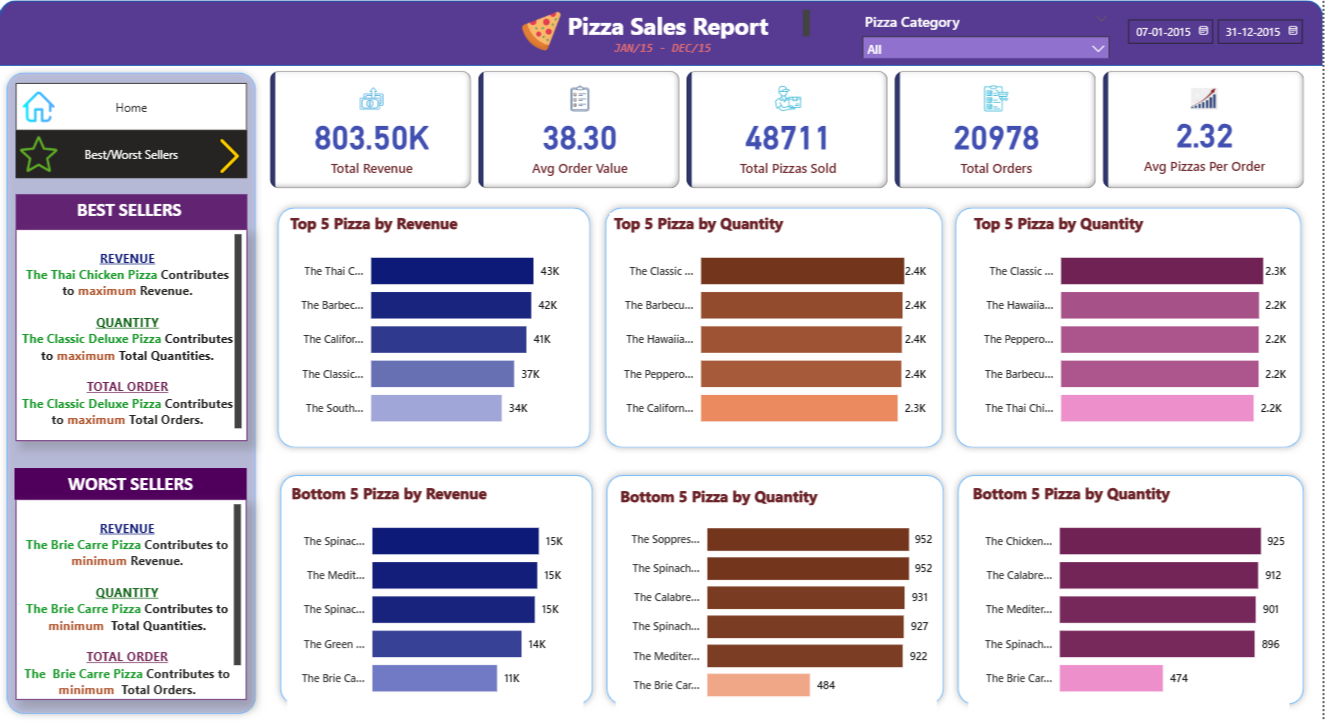 Pizza Sales Report
JAN/15 - DEC/15
Pizza Category
All
07-01-2015
31-12-2015
Home
Best/Worst Sellers
803.50K
Total Revenue
38.30
Avg Order Value
48711
Total Pizzas Sold
20978
Total Orders
2.32
Avg Pizzas Per Order
BEST SELLERS
REVENUE
The Thai Chicken Pizza Contributes
to maximum Revenue.
QUANTITY
The Classic Deluxe Pizza Contributes
to maximum Total Quantities.
TOTAL ORDER
The Classic Deluxe Pizza Contributes
to maximum Total Orders.
WORST SELLERS
REVENUE
The Brie Carre Pizza Contributes to
minimum Revenue.
QUANTITY
The Brie Carre Pizza Contributes to
minimum Total Quantities.
TOTAL ORDER
The Brie Carre Pizza Contributes to
minimum Total Orders.
Top 5 Pizza by Revenue
The Thai C... 43K
The Barbec... 42K
The Califor... 41K
The Classic... 37K
The South... 34K
Top 5 Pizza by Quantity
The Classic ... 2.4K
The Barbecu... 2.4K
The Hawaiia... 2.4K
The Peppero... 2.4K
The Californ... 2.3K
Top 5 Pizza by Quantity
The Classic ... 2.3K
The Hawaiia... 2.2K
The Peppero... 2.2K
The Barbecu... 2.2K
The Thai Chi... 2.2K
Bottom 5 Pizza by Revenue
The Spinac... 15K
The Medit... 15K
The Spinac... 15K
The Green ... 14K
The Brie Ca... 11K
Bottom 5 Pizza by Quantity
The Soppres... 952
The Spinach... 952
The Calabre... 931
The Spinach... 927
The Mediter... 922
The Brie Car... 484
Bottom 5 Pizza by Quantity
The Chicken... 925
The Calabre... 912
The Mediter... 901
The Spinach... 896
The Brie Car... 474